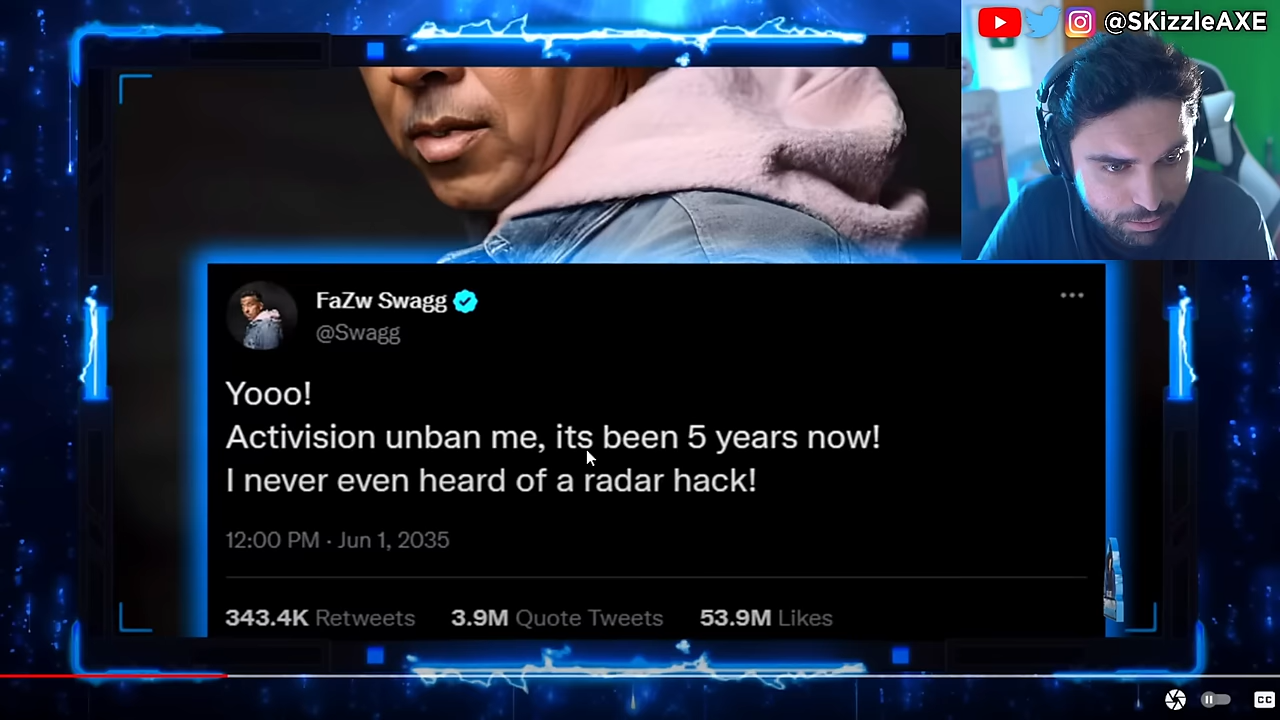 @SKizzleAXE
FaZw Swagg
@Swagg
Yooo!
Activision unban me, its been 5 years now!
I never even heard of a radar hack!
12:00 PM · Jun 1, 2035
343.4K Retweets 3.9M Quote Tweets 53.9M Likes
CC